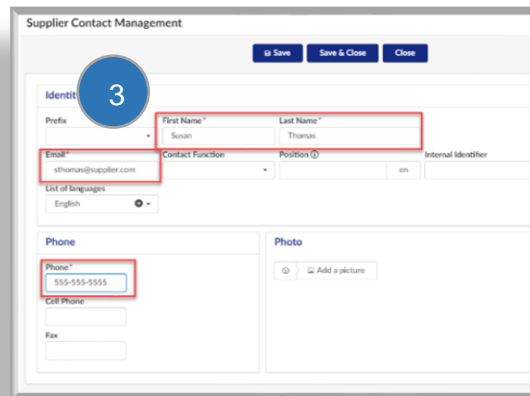 Supplier Contact Management
Save Save & Close Close
Identit
3
Prefix First Name* Last Name*
Susan Thomas
Email* Contact Function Position Internal Identifier
sthomas@supplier.com en
List of languages
English
Phone Photo
Phone*
555-555-5555
Add a picture
Cell Phone
Fax